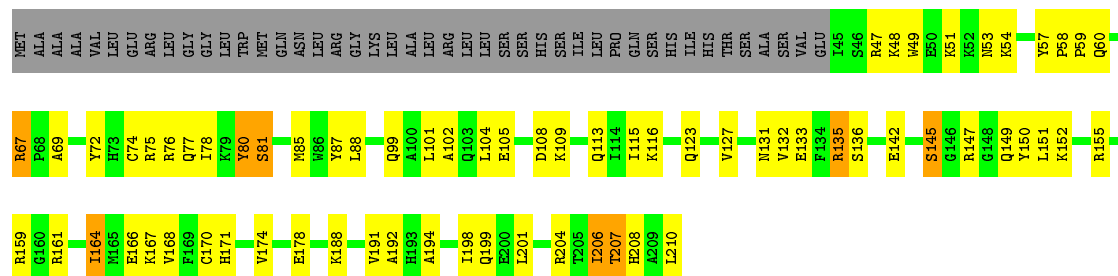 MET ALA ALA ALA VAL LEU GLU ARG LEU GLY GLY LEU TRP MET GLN ASN LEU ARG GLY LYS LEU ALA LEU ARG LEU LEU SER SER HIS SER ILE LEU PRO GLN SER HIS ILE HIS THR SER ALA SER VAL GLU I45 S46 R47 K48 W49 E50 K51 K52 N53 K54 Y57 P58 P59 Q60
R67 P68 A69 Y72 H73 C74 R75 R76 Q77 I78 K79 Y80 S81 M85 W86 Y87 L88 Q99 A100 L101 A102 Q103 L104 E105 D108 K109 Q113 I114 I115 K116 Q123 V127 N131 V132 E133 F134 R135 S136 E142 S145 G146 R147 G148 Q149 Y150 L151 K152 R155
R159 G160 R161 I164 M165 E166 K167 V168 F169 C170 H171 V174 E178 K188 V191 A192 H193 A194 I198 Q199 E200 L201 R204 T205 I206 T207 H208 A209 L210